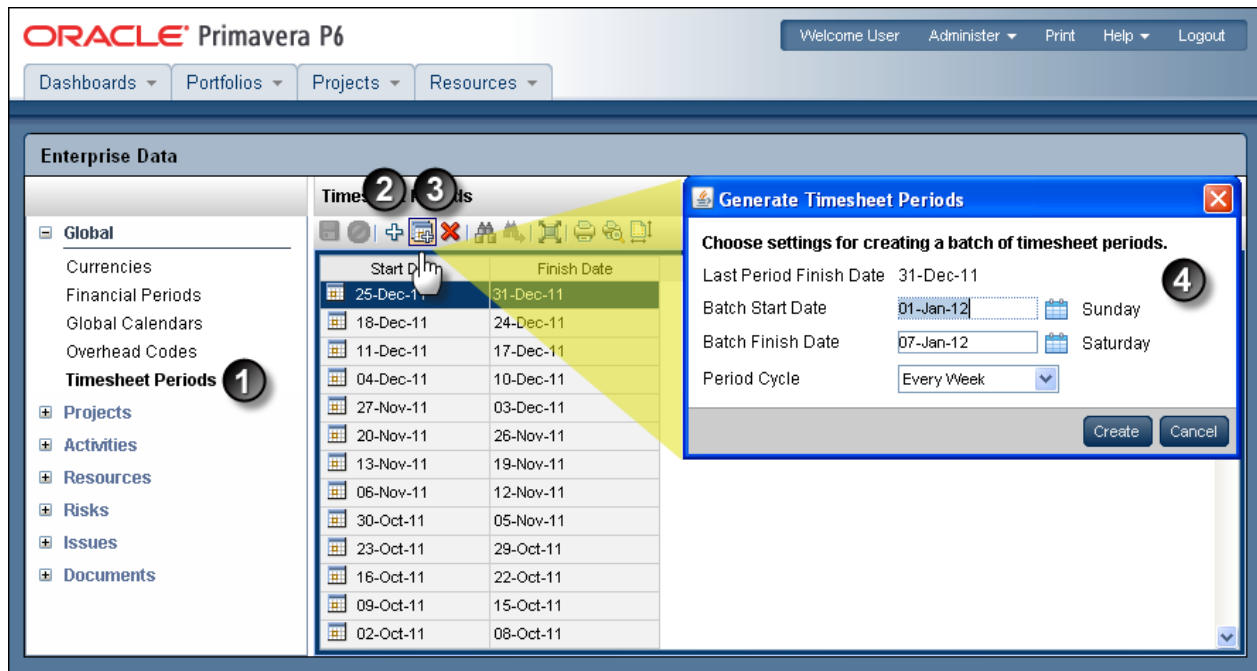 ORACLE Primavera P6
Welcome User Administer Print Help Logout
Dashboards Portfolios Projects Resources
Enterprise Data
2 3
Generate Timesheet Periods
Global
Currencies
Financial Periods
Global Calendars
Overhead Codes
Timesheet Periods 1
Projects
Activities
Resources
Risks
Issues
Documents
Finish Date
25-Dec-11 31-Dec-11
18-Dec-11 24-Dec-11
11-Dec-11 17-Dec-11
04-Dec-11 10-Dec-11
27-Nov-11 03-Dec-11
20-Nov-11 26-Nov-11
13-Nov-11 19-Nov-11
06-Nov-11 12-Nov-11
30-Oct-11 05-Nov-11
23-Oct-11 29-Oct-11
16-Oct-11 22-Oct-11
09-Oct-11 15-Oct-11
02-Oct-11 08-Oct-11
Choose settings for creating a batch of timesheet periods.
Last Period Finish Date 31-Dec-11
4
Batch Start Date 01-Jan-12 Sunday
Batch Finish Date 07-Jan-12 Saturday
Period Cycle Every Week
Create Cancel